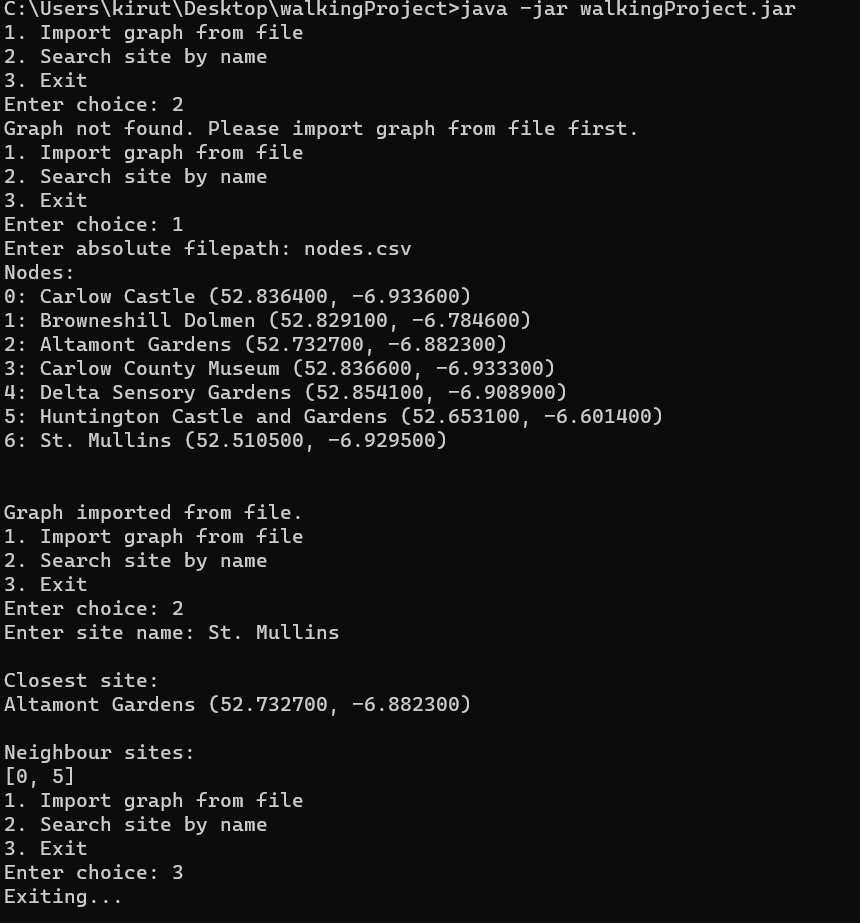 C:\Users\kirut\Desktop\walkingProject>java -jar walkingProject.jar
1. Import graph from file
2. Search site by name
3. Exit
Enter choice: 2
Graph not found. Please import graph from file first.
1. Import graph from file
2. Search site by name
3. Exit
Enter choice: 1
Enter absolute filepath: nodes.csv
Nodes:
0: Carlow Castle (52.836400, -6.933600)
1: Browneshill Dolmen (52.829100, -6.784600)
2: Altamont Gardens (52.732700, -6.882300)
3: Carlow County Museum (52.836600, -6.933300)
4: Delta Sensory Gardens (52.854100, -6.908900)
5: Huntington Castle and Gardens (52.653100, -6.601400)
6: St. Mullins (52.510500, -6.929500)
Graph imported from file.
1. Import graph from file
2. Search site by name
3. Exit
Enter choice: 2
Enter site name: St. Mullins
Closest site:
Altamont Gardens (52.732700, -6.882300)
Neighbour sites:
[0, 5]
1. Import graph from file
2. Search site by name
3. Exit
Enter choice: 3
Exiting...